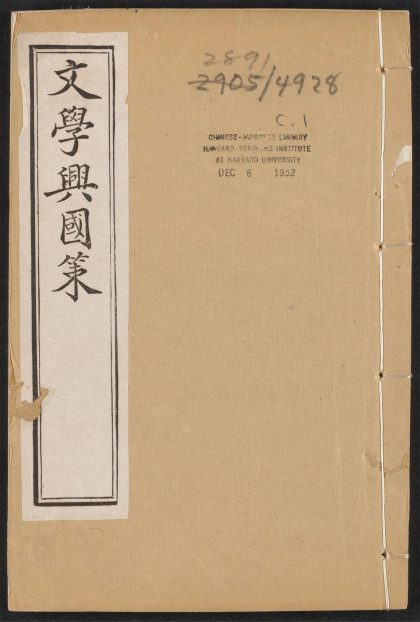 文學興國策
2891
2905/4928
C.1
CHINESE-JAPANESE LIBRARY
HARVARD-YENCHING INSTITUTE
AT HARVARD UNIVERSITY
DEC 6 1952